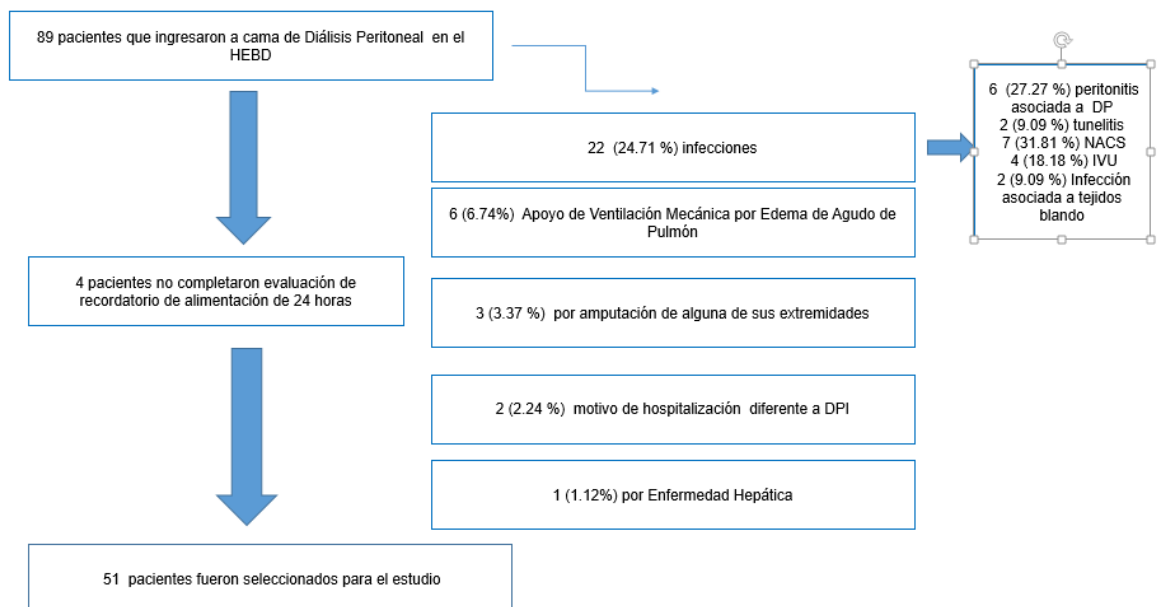 89 pacientes que ingresaron a cama de Diálisis Peritoneal en el
HEBD
22 (24.71 %) infecciones
6 (27.27 %) peritonitis
asociada a DP
2 (9.09 %) tunelitis
7 (31.81 %) NACS
4 (18.18 %) IVU
2 (9.09 %) Infección
asociada a tejidos
blando
6 (6.74%) Apoyo de Ventilación Mecánica por Edema de Agudo de
Pulmón
4 pacientes no completaron evaluación de
recordatorio de alimentación de 24 horas
3 (3.37 %) por amputación de alguna de sus extremidades
2 (2.24 %) motivo de hospitalización diferente a DPI
1 (1.12%) por Enfermedad Hepática
51 pacientes fueron seleccionados para el estudio